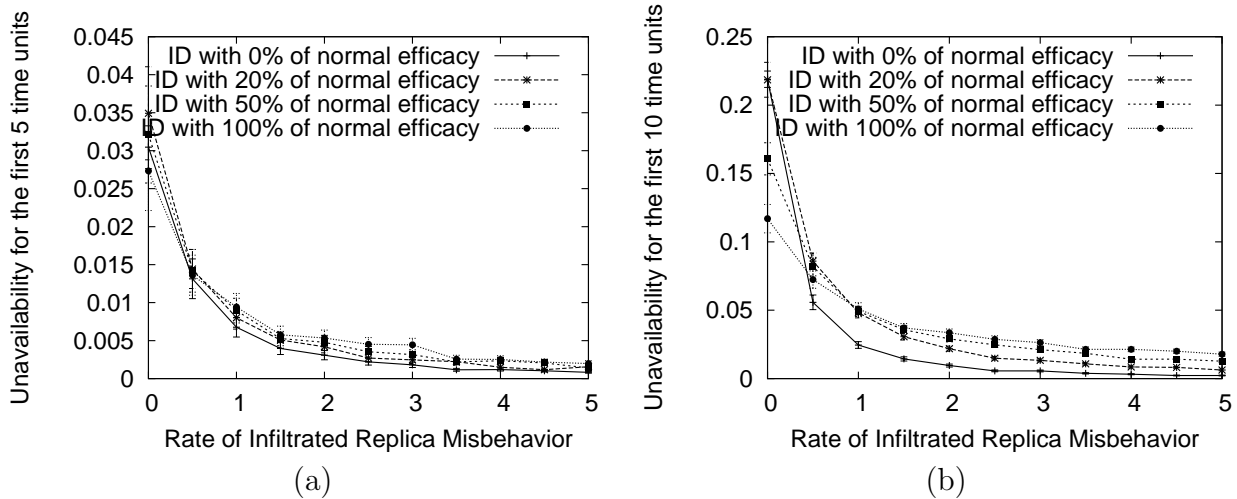 0.045
0.04
0.035
0.03
0.025
0.02
0.015
0.01
0.005
0
Unavailability for the first 5 time units
ID with 0% of normal efficacy
ID with 20% of normal efficacy
ID with 50% of normal efficacy
ID with 100% of normal efficacy
0 1 2 3 4 5
Rate of Infiltrated Replica Misbehavior
(a)
0.25
0.2
0.15
0.1
0.05
0
Unavailability for the first 10 time units
ID with 0% of normal efficacy
ID with 20% of normal efficacy
ID with 50% of normal efficacy
ID with 100% of normal efficacy
0 1 2 3 4 5
Rate of Infiltrated Replica Misbehavior
(b)